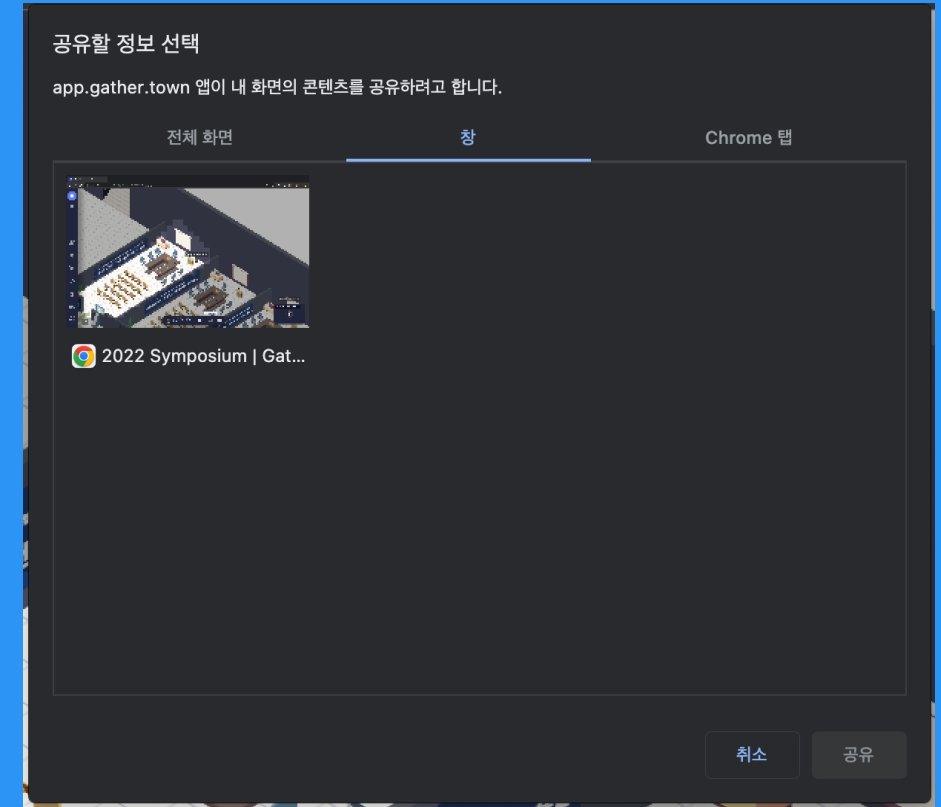 공유할 정보 선택
app.gather.town 앱이 내 화면의 콘텐츠를 공유하려고 합니다.
전체 화면
창
Chrome 탭
2022 Symposium | Gat...
취소
공유